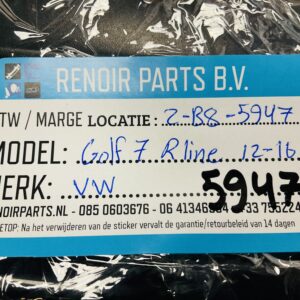 RENOIR PARTS B.V.
TW / MARGE LOCATIE: 2-B8-5947
MODEL: Golf 7 Rline 12-16
ERK: VW 5947
NOIRPARTS.NL - 085 0603676 - 06 41346
ETOP: Na het verwijderen van de sticker vervalt de garantie/retourbeleid van 14 dagen